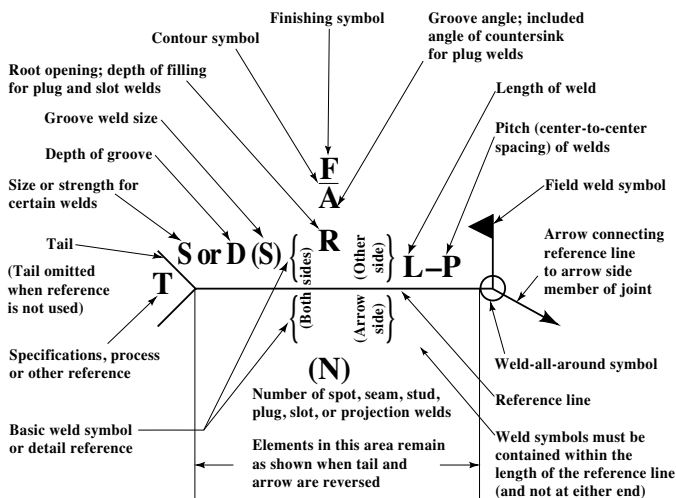 Finishing symbol
Contour symbol
Groove angle; included
angle of countersink
for plug welds
Root opening; depth of filling
for plug and slot welds
Length of weld
Groove weld size
Pitch (center-to-center
spacing) of welds
Depth of groove
Field weld symbol
Size or strength for
certain welds
F
A
R
Tail
(Tail omitted
when reference
is not used)
T
S or D (S)
(Both sides)
(Other side)
(Arrow side)
L – P
Arrow connecting
reference line
to arrow side
member of joint
Specifications, process
or other reference
(N)
Number of spot, seam, stud,
plug, slot, or projection welds
Weld-all-around symbol
Reference line
Basic weld symbol
or detail reference
Elements in this area remain
as shown when tail and
arrow are reversed
Weld symbols must be
contained within the
length of the reference line
(and not at either end)